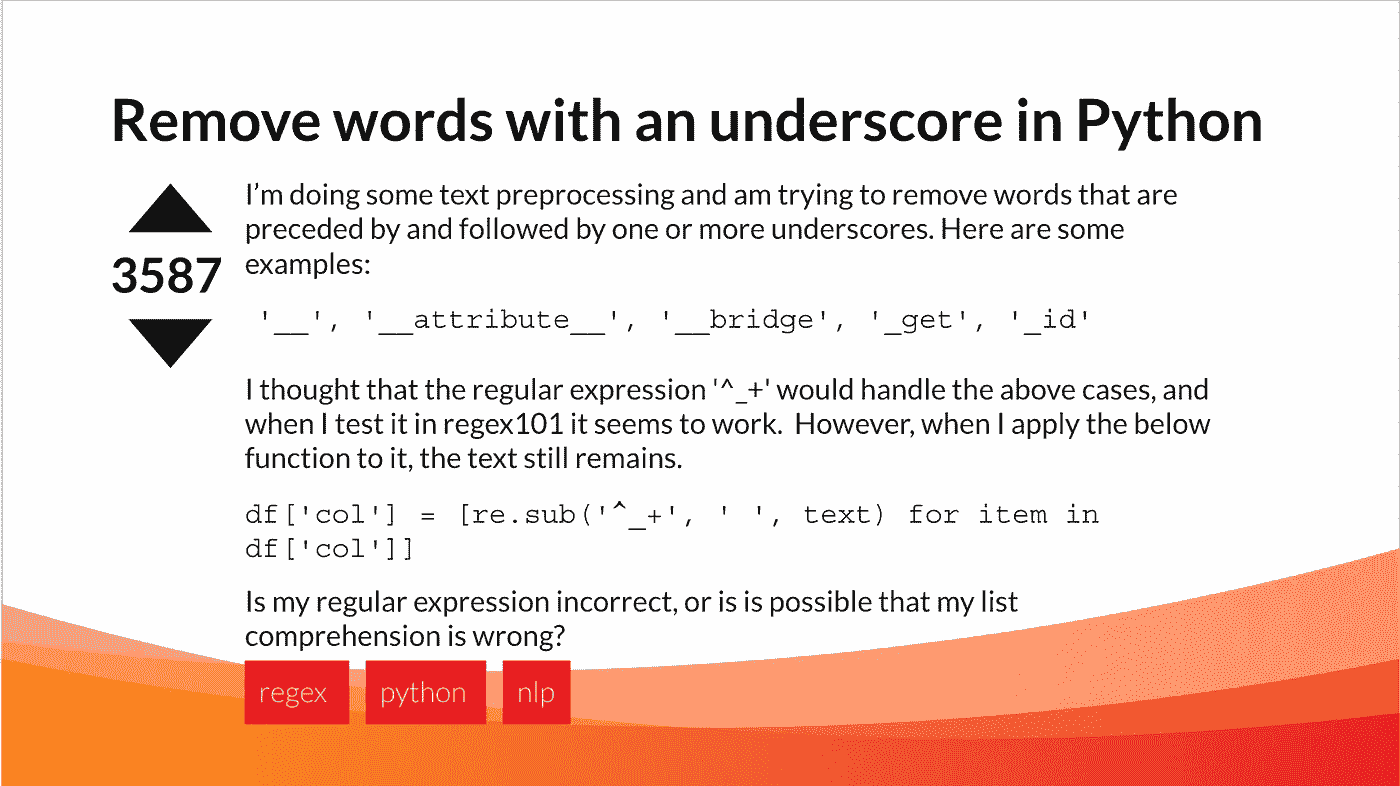 Remove words with an underscore in Python
I’m doing some text preprocessing and am trying to remove words that are
preceded by and followed by one or more underscores. Here are some
3587
examples:
'__', '__attribute__', '__bridge', '_get', '_id'
I thought that the regular expression '^_+' would handle the above cases, and
when I test it in regex101 it seems to work.  However, when I apply the below
function to it, the text still remains.
df['col'] = [re.sub('^_+', ' ', text) for item in
df['col']]
Is my regular expression incorrect, or is is possible that my list
comprehension is wrong?
regex python nlp